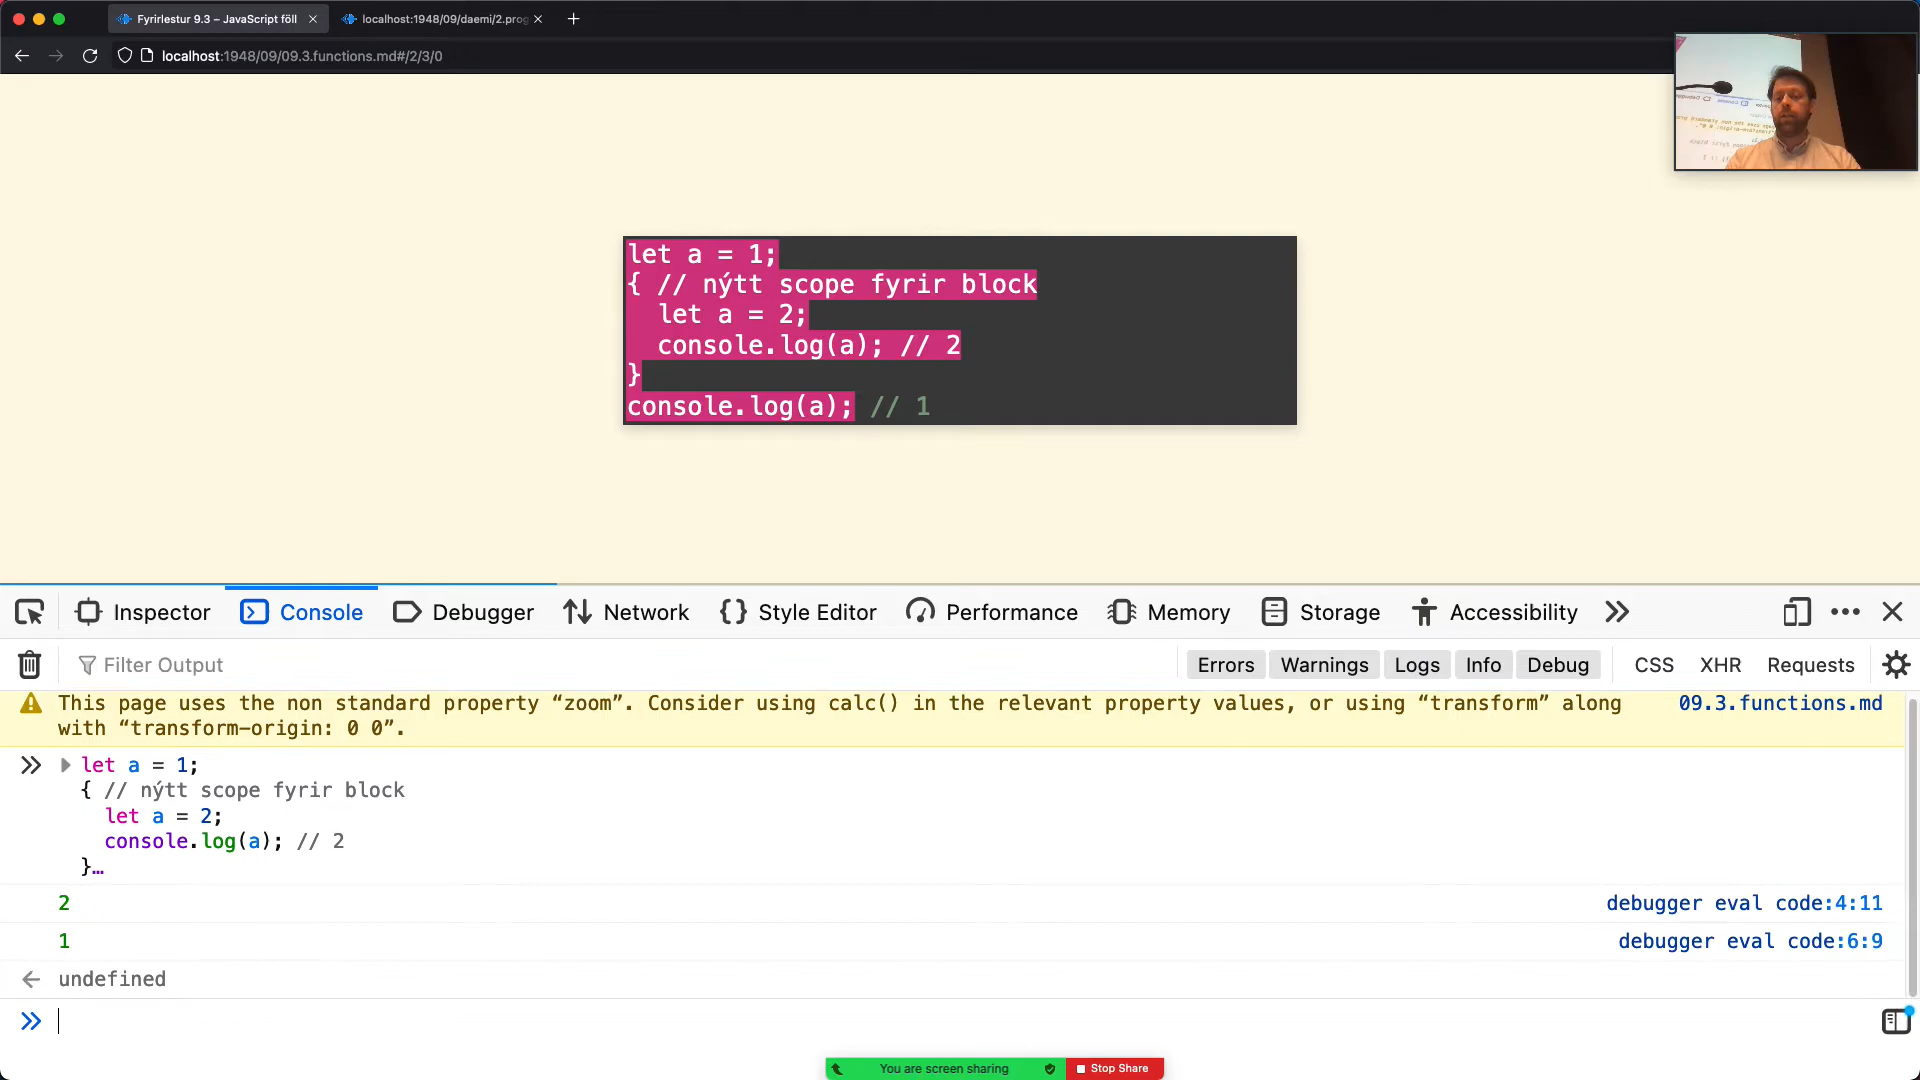 Fyrirlestur 9.3 – JavaScript föll
localhost:1948/09/daemi/2.prog
localhost:1948/09/09.3.functions.md#/2/3/0
let a = 1;
{ // nýtt scope fyrir block
let a = 2;
console.log(a); // 2
}
console.log(a); // 1
Inspector Console Debugger Network Style Editor Performance Memory Storage Accessibility
Filter Output Errors Warnings Logs Info Debug CSS XHR Requests
This page uses the non standard property “zoom”. Consider using calc() in the relevant property values, or using “transform” along 09.3.functions.md
with “transform-origin: 0 0”.
let a = 1;
{ // nýtt scope fyrir block
let a = 2;
console.log(a); // 2
}…
2 debugger eval code:4:11
1 debugger eval code:6:9
undefined
You are screen sharing Stop Share